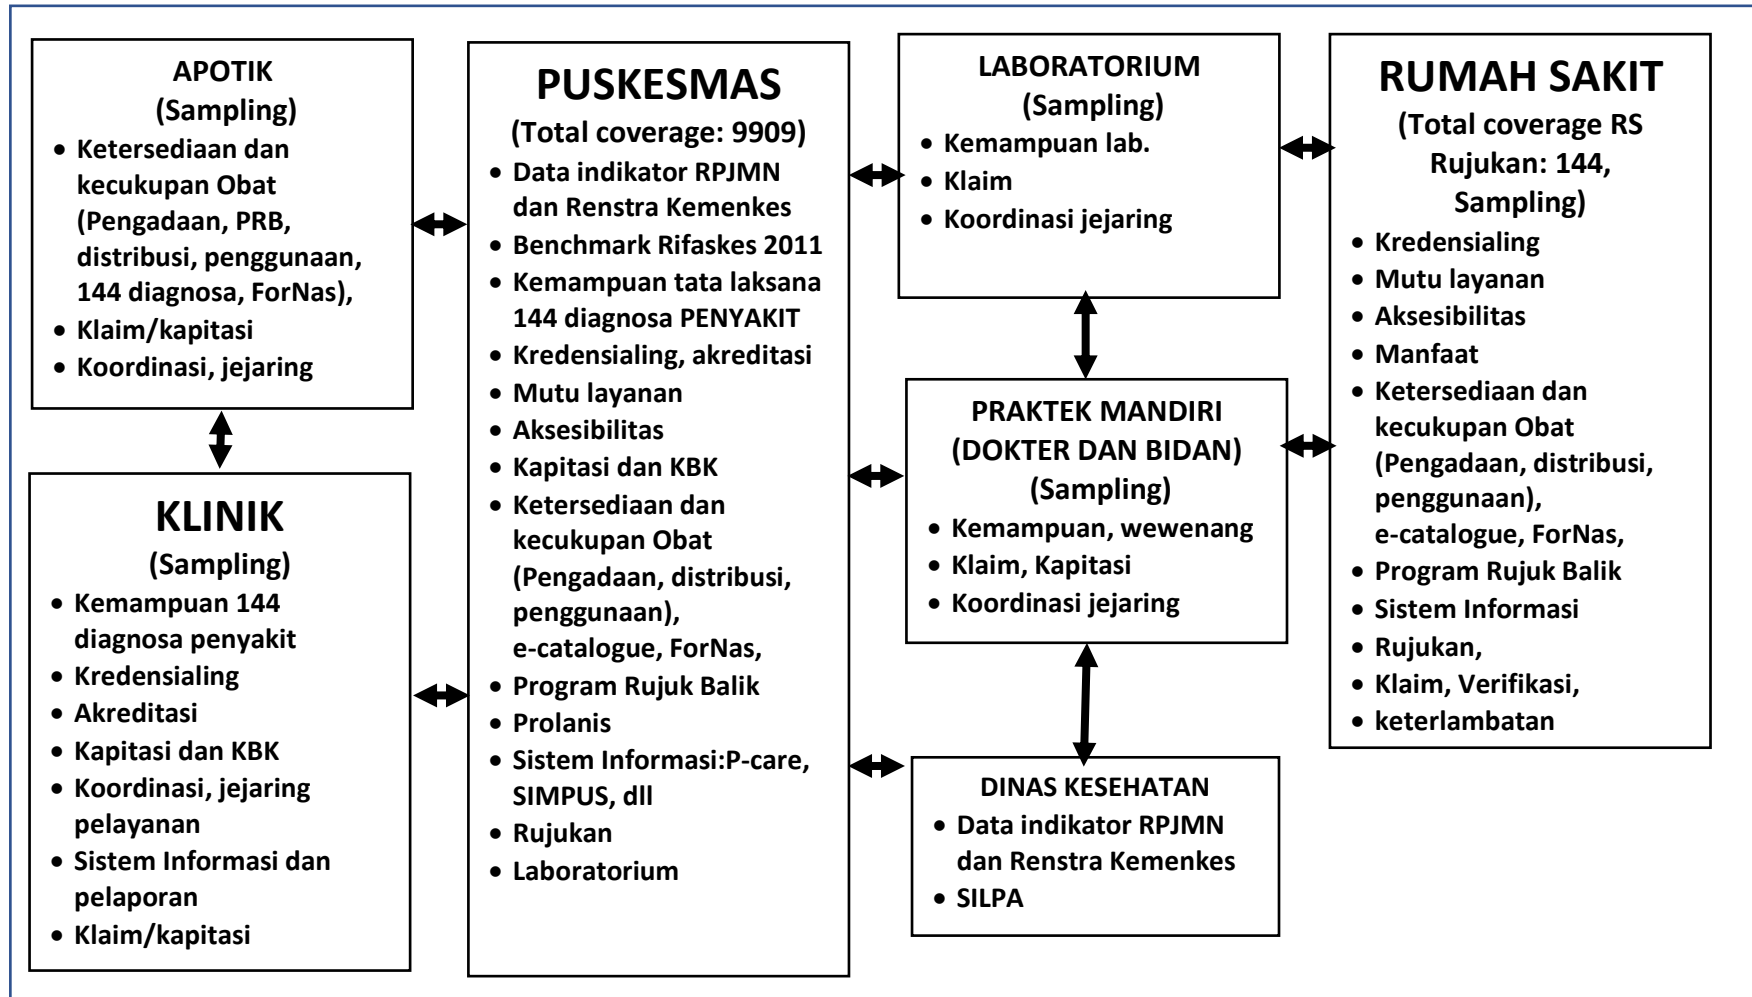 APOTIK
(Sampling)
• Ketersediaan dan
kecukupan Obat
(Pengadaan, PRB,
distribusi, penggunaan,
144 diagnosa, ForNas),
• Klaim/kapitasi
• Koordinasi, jejaring
KLINIK
(Sampling)
• Kemampuan 144
diagnosa penyakit
• Kredensialing
• Akreditasi
• Kapitasi dan KBK
• Koordinasi, jejaring
pelayanan
• Sistem Informasi dan
pelaporan
• Klaim/kapitasi
PUSKESMAS
(Total coverage: 9909)
• Data indikator RPJMN
dan Renstra Kemenkes
• Benchmark Rifaskes 2011
• Kemampuan tata laksana
144 diagnosa PENYAKIT
• Kredensialing, akreditasi
• Mutu layanan
• Aksesibilitas
• Kapitasi dan KBK
• Ketersediaan dan
kecukupan Obat
(Pengadaan, distribusi,
penggunaan),
e-catalogue, ForNas,
• Program Rujuk Balik
• Prolanis
• Sistem Informasi:P-care,
SIMPUS, dll
• Rujukan
• Laboratorium
LABORATORIUM
(Sampling)
• Kemampuan lab.
• Klaim
• Koordinasi jejaring
PRAKTEK MANDIRI
(DOKTER DAN BIDAN)
(Sampling)
• Kemampuan, wewenang
• Klaim, Kapitasi
• Koordinasi jejaring
DINAS KESEHATAN
• Data indikator RPJMN
dan Renstra Kemenkes
• SILPA
RUMAH SAKIT
(Total coverage RS
Rujukan: 144,
Sampling)
• Kredensialing
• Mutu layanan
• Aksesibilitas
• Manfaat
• Ketersediaan dan
kecukupan Obat
(Pengadaan, distribusi,
penggunaan),
e-catalogue, ForNas,
• Program Rujuk Balik
• Sistem Informasi
• Rujukan,
• Klaim, Verifikasi,
• keterlambatan